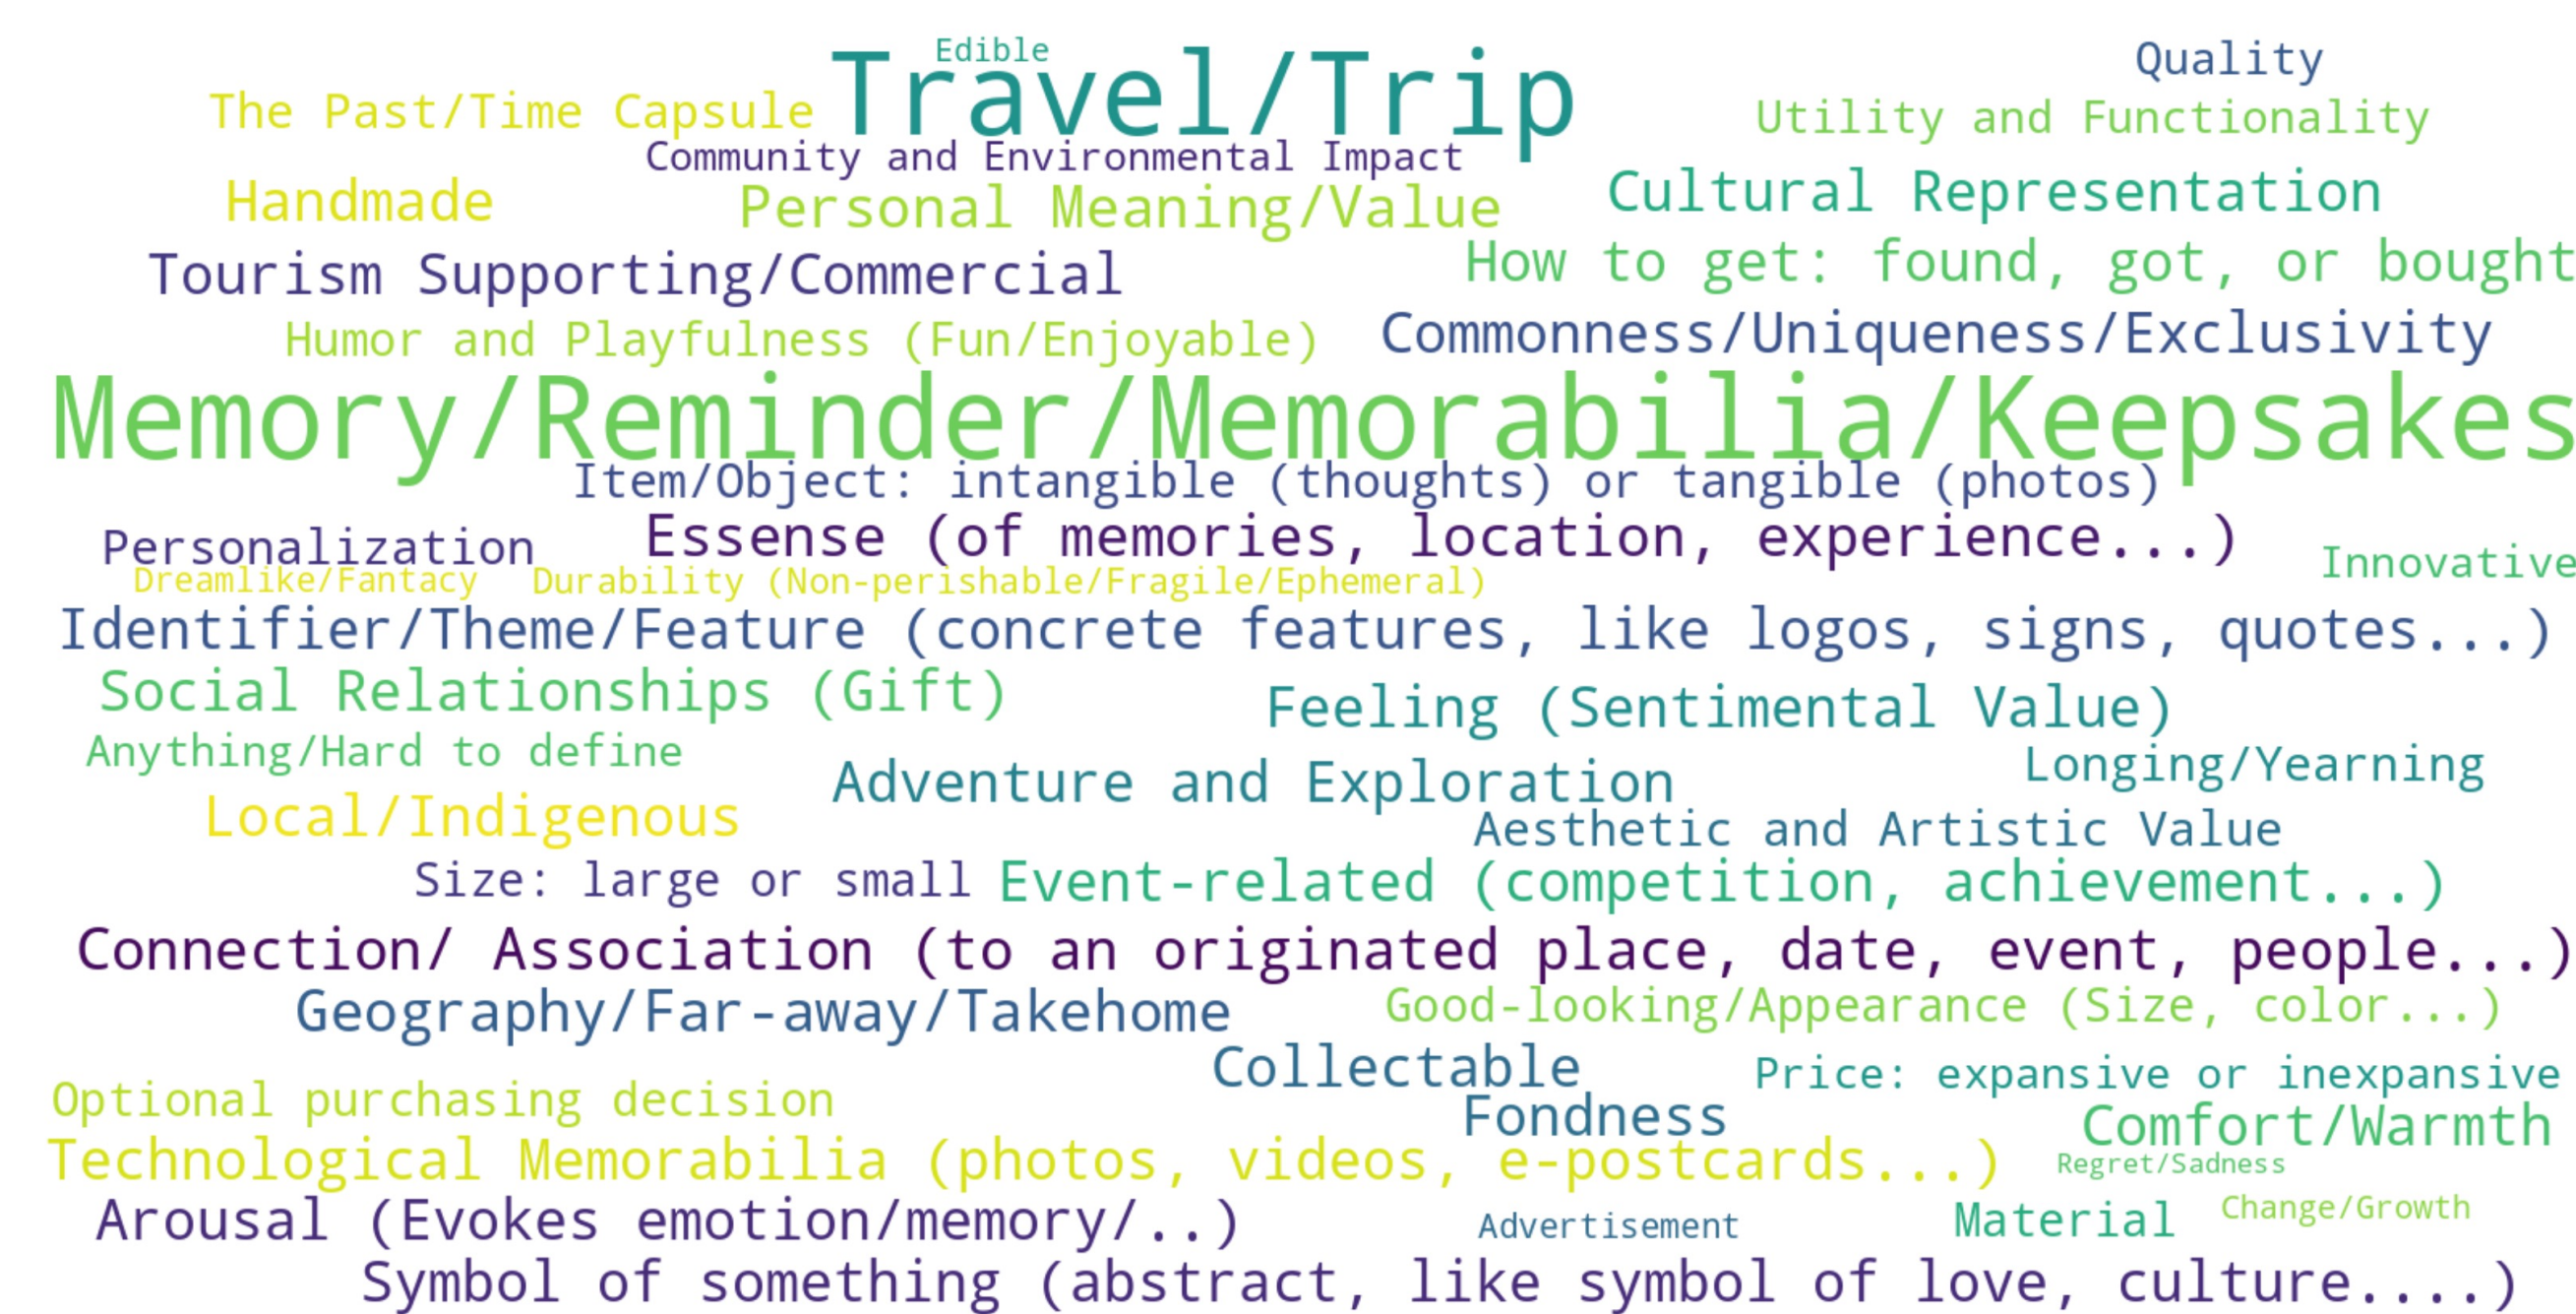 Edible
Travel/Trip
Quality
The Past/Time Capsule
Utility and Functionality
Community and Environmental Impact
Handmade
Personal Meaning/Value
Cultural Representation
Tourism Supporting/Commercial
How to get: found, got, or bought
Humor and Playfulness (Fun/Enjoyable)
Commonness/Uniqueness/Exclusivity
Memory/Reminder/Memorabilia/Keepsakes
Item/Object: intangible (thoughts) or tangible (photos)
Personalization
Essense (of memories, location, experience...)
Innovative
Dreamlike/Fantacy
Durability (Non-perishable/Fragile/Ephemeral)
Identifier/Theme/Feature (concrete features, like logos, signs, quotes...)
Social Relationships (Gift)
Feeling (Sentimental Value)
Anything/Hard to define
Adventure and Exploration
Longing/Yearning
Local/Indigenous
Aesthetic and Artistic Value
Size: large or small
Event-related (competition, achievement...)
Connection/ Association (to an originated place, date, event, people...)
Geography/Far-away/Takehome
Good-looking/Appearance (Size, color...)
Collectable
Price: expansive or inexpansive
Optional purchasing decision
Fondness
Comfort/Warmth
Technological Memorabilia (photos, videos, e-postcards...)
Regret/Sadness
Arousal (Evokes emotion/memory/..)
Advertisement
Material
Change/Growth
Symbol of something (abstract, like symbol of love, culture....)